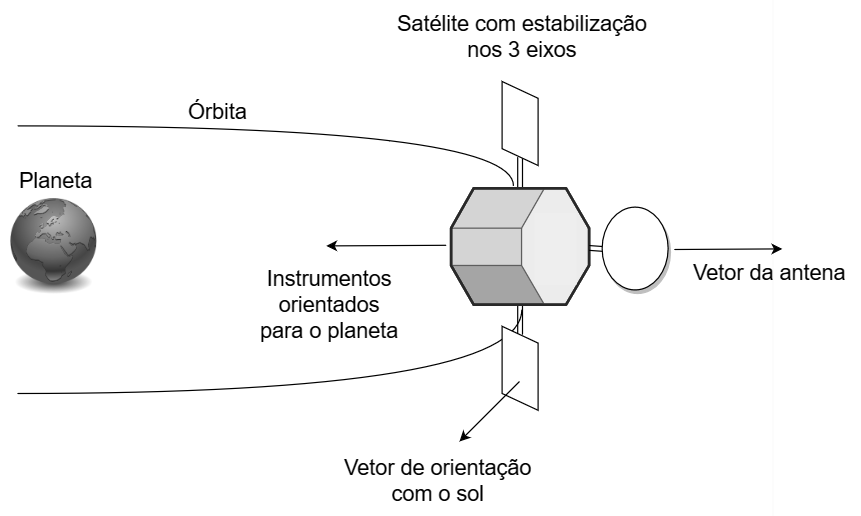 Satélite com estabilização
nos 3 eixos
Órbita
Planeta
Instrumentos
orientados
para o planeta
Vetor da antena
Vetor de orientação
com o sol